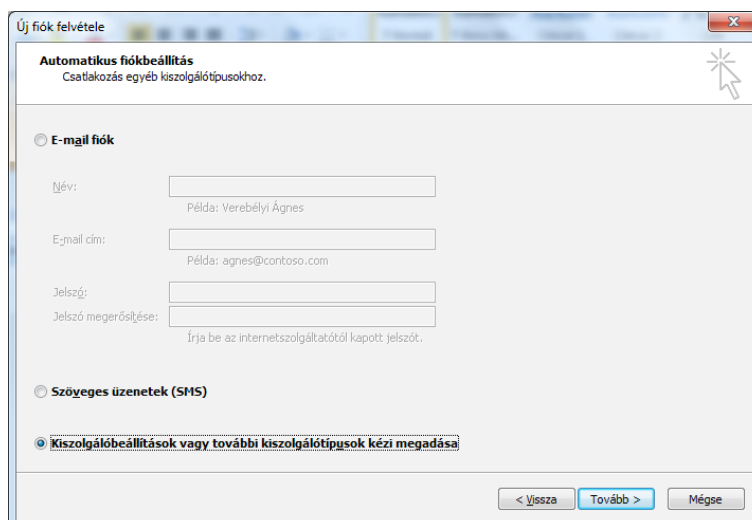 Új fiók felvétele
Automatikus fiókbeállítás
Csatlakozás egyéb kiszolgálótípusokhoz.
E-mail fiók
Név:
Példa: Verebélyi Ágnes
E-mail cím:
Példa: agnes@contoso.com
Jelszó:
Jelszó megerősítése:
Írja be az internetszolgáltatótól kapott jelszót.
Szöveges üzenetek (SMS)
Kiszolgálóbeállítások vagy további kiszolgálótípusok kézi megadása
< Vissza Tovább > Mégse